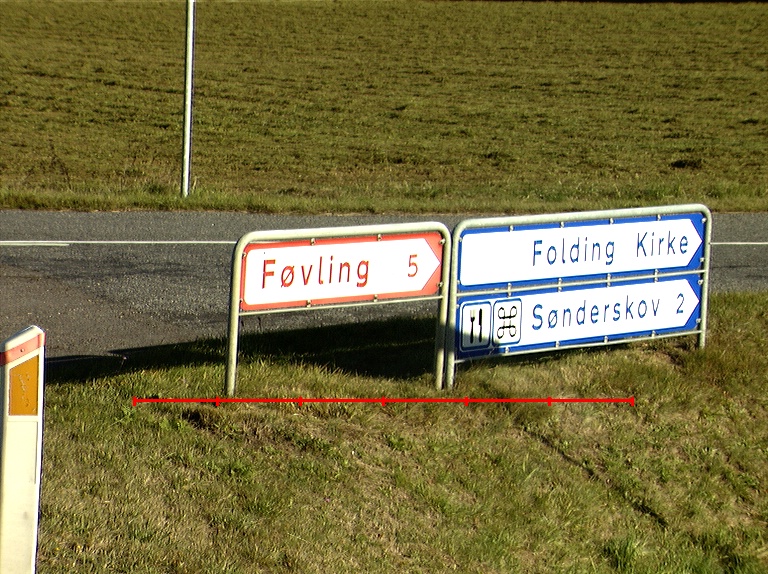 Føvling 5
Folding Kirke
Sønderskov 2